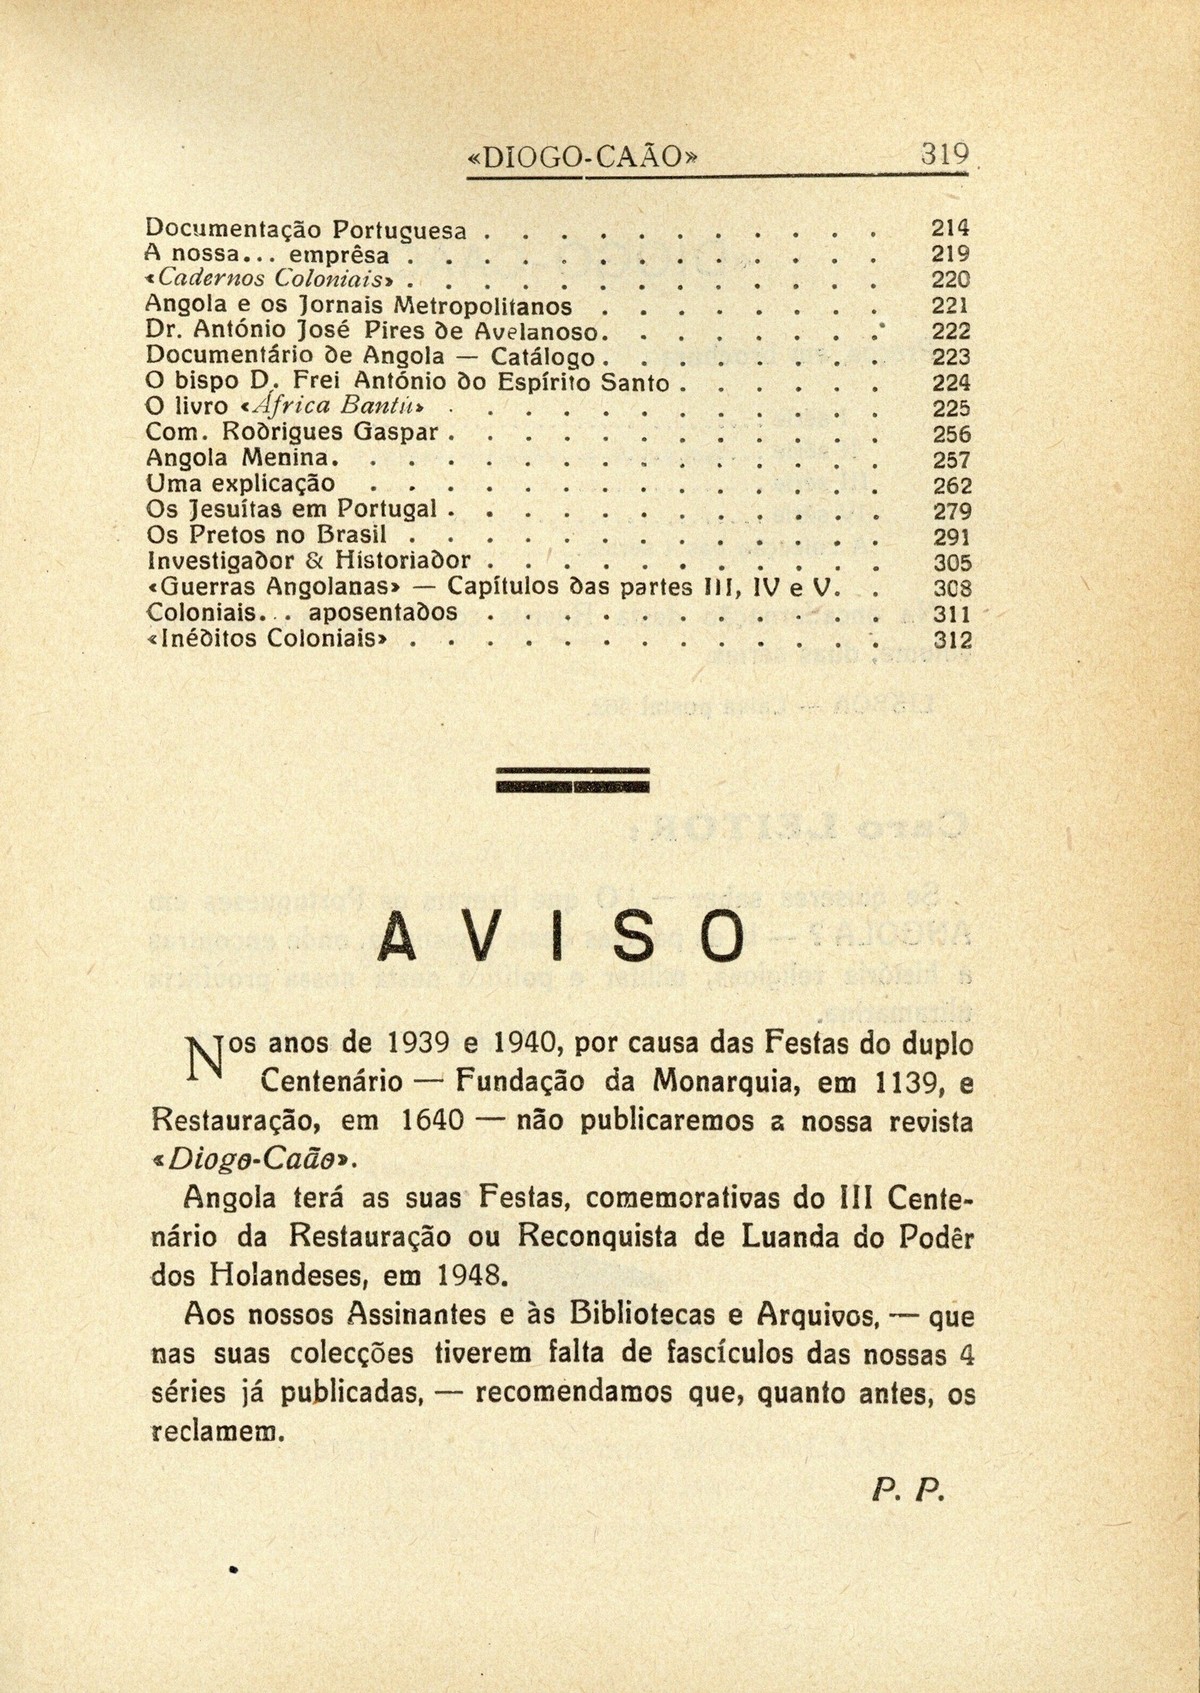 «DIOGO-CAÃO» 319
Documentação Portuguesa . . . . . . . . . . . 214
A nossa... emprêsa . . . . . . . . . . . . . 219
«Cadernos Coloniais» . . . . . . . . . . . . . 220
Angola e os Jornais Metropolitanos . . . . . . . . 221
Dr. António José Pires de Avelanoso. . . . . . . . 222
Documentário de Angola — Catálogo . . . . . . . . 223
O bispo D. Frei António do Espírito Santo . . . . . . 224
O livro «África Bantú» . . . . . . . . . . . . 225
Com. Rodrigues Gaspar . . . . . . . . . . . . 256
Angola Menina. . . . . . . . . . . . . . . 257
Uma explicação . . . . . . . . . . . . . . 262
Os Jesuítas em Portugal . . . . . . . . . . . . 279
Os Pretos no Brasil . . . . . . . . . . . . . 291
Investigador & Historiador . . . . . . . . . . . 305
«Guerras Angolanas» — Capítulos das partes III, IV e V. . 308
Coloniais... aposentados . . . . . . . . . . . 311
«Inéditos Coloniais» . . . . . . . . . . . . . 312
AVISO
Nos anos de 1939 e 1940, por causa das Festas do duplo
Centenário — Fundação da Monarquia, em 1139, e
Restauração, em 1640 — não publicaremos a nossa revista
«Diogo-Caão».
Angola terá as suas Festas, comemorativas do III Cente-
nário da Restauração ou Reconquista de Luanda do Podêr
dos Holandeses, em 1948.
Aos nossos Assinantes e às Bibliotecas e Arquivos, — que
nas suas colecções tiverem falta de fascículos das nossas 4
séries já publicadas, — recomendamos que, quanto antes, os
reclamem.
P. P.